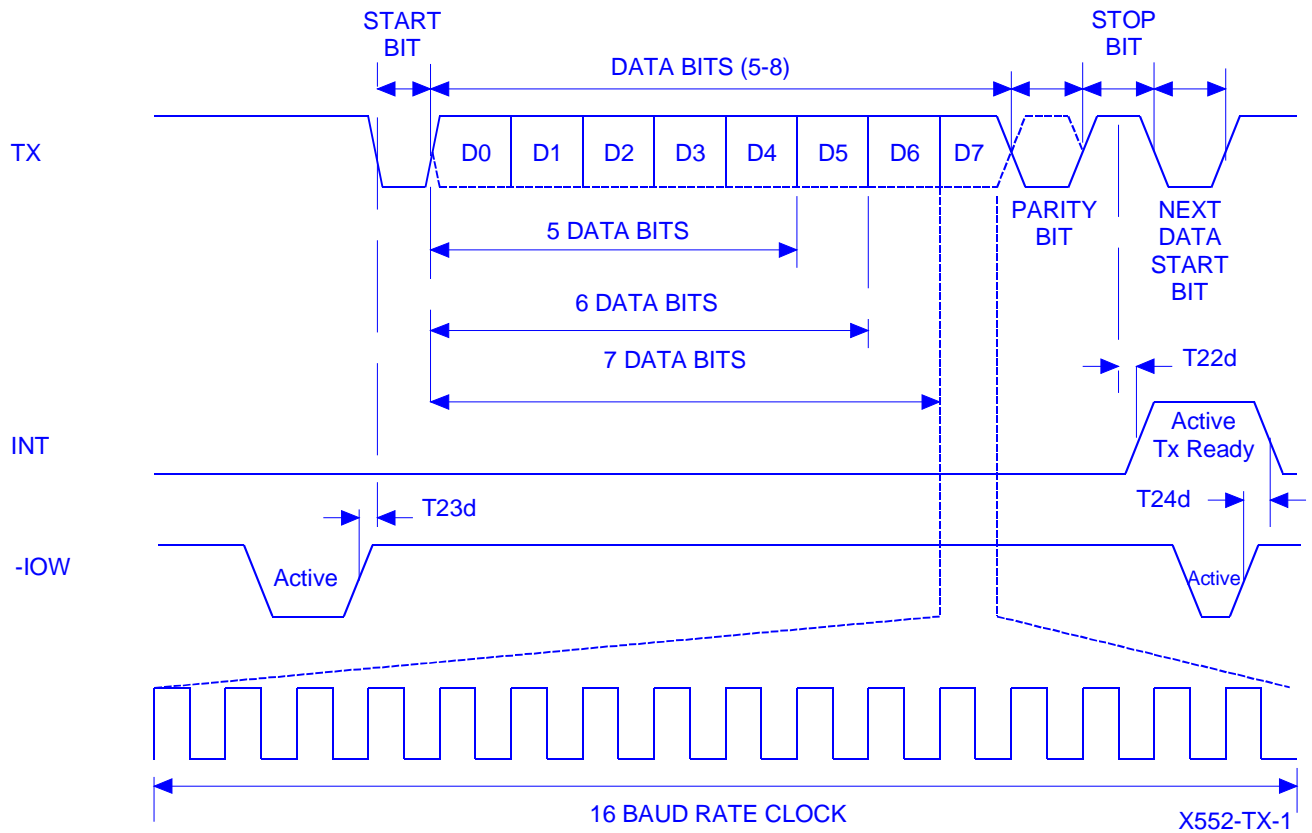 START
BIT
STOP
BIT
DATA BITS (5-8)
TX
D0 D1 D2 D3 D4 D5 D6 D7
PARITY
BIT
NEXT
DATA
START
BIT
5 DATA BITS
6 DATA BITS
7 DATA BITS
T22d
INT
Active
Tx Ready
T23d
T24d
-IOW
Active
Active
16 BAUD RATE CLOCK
X552-TX-1